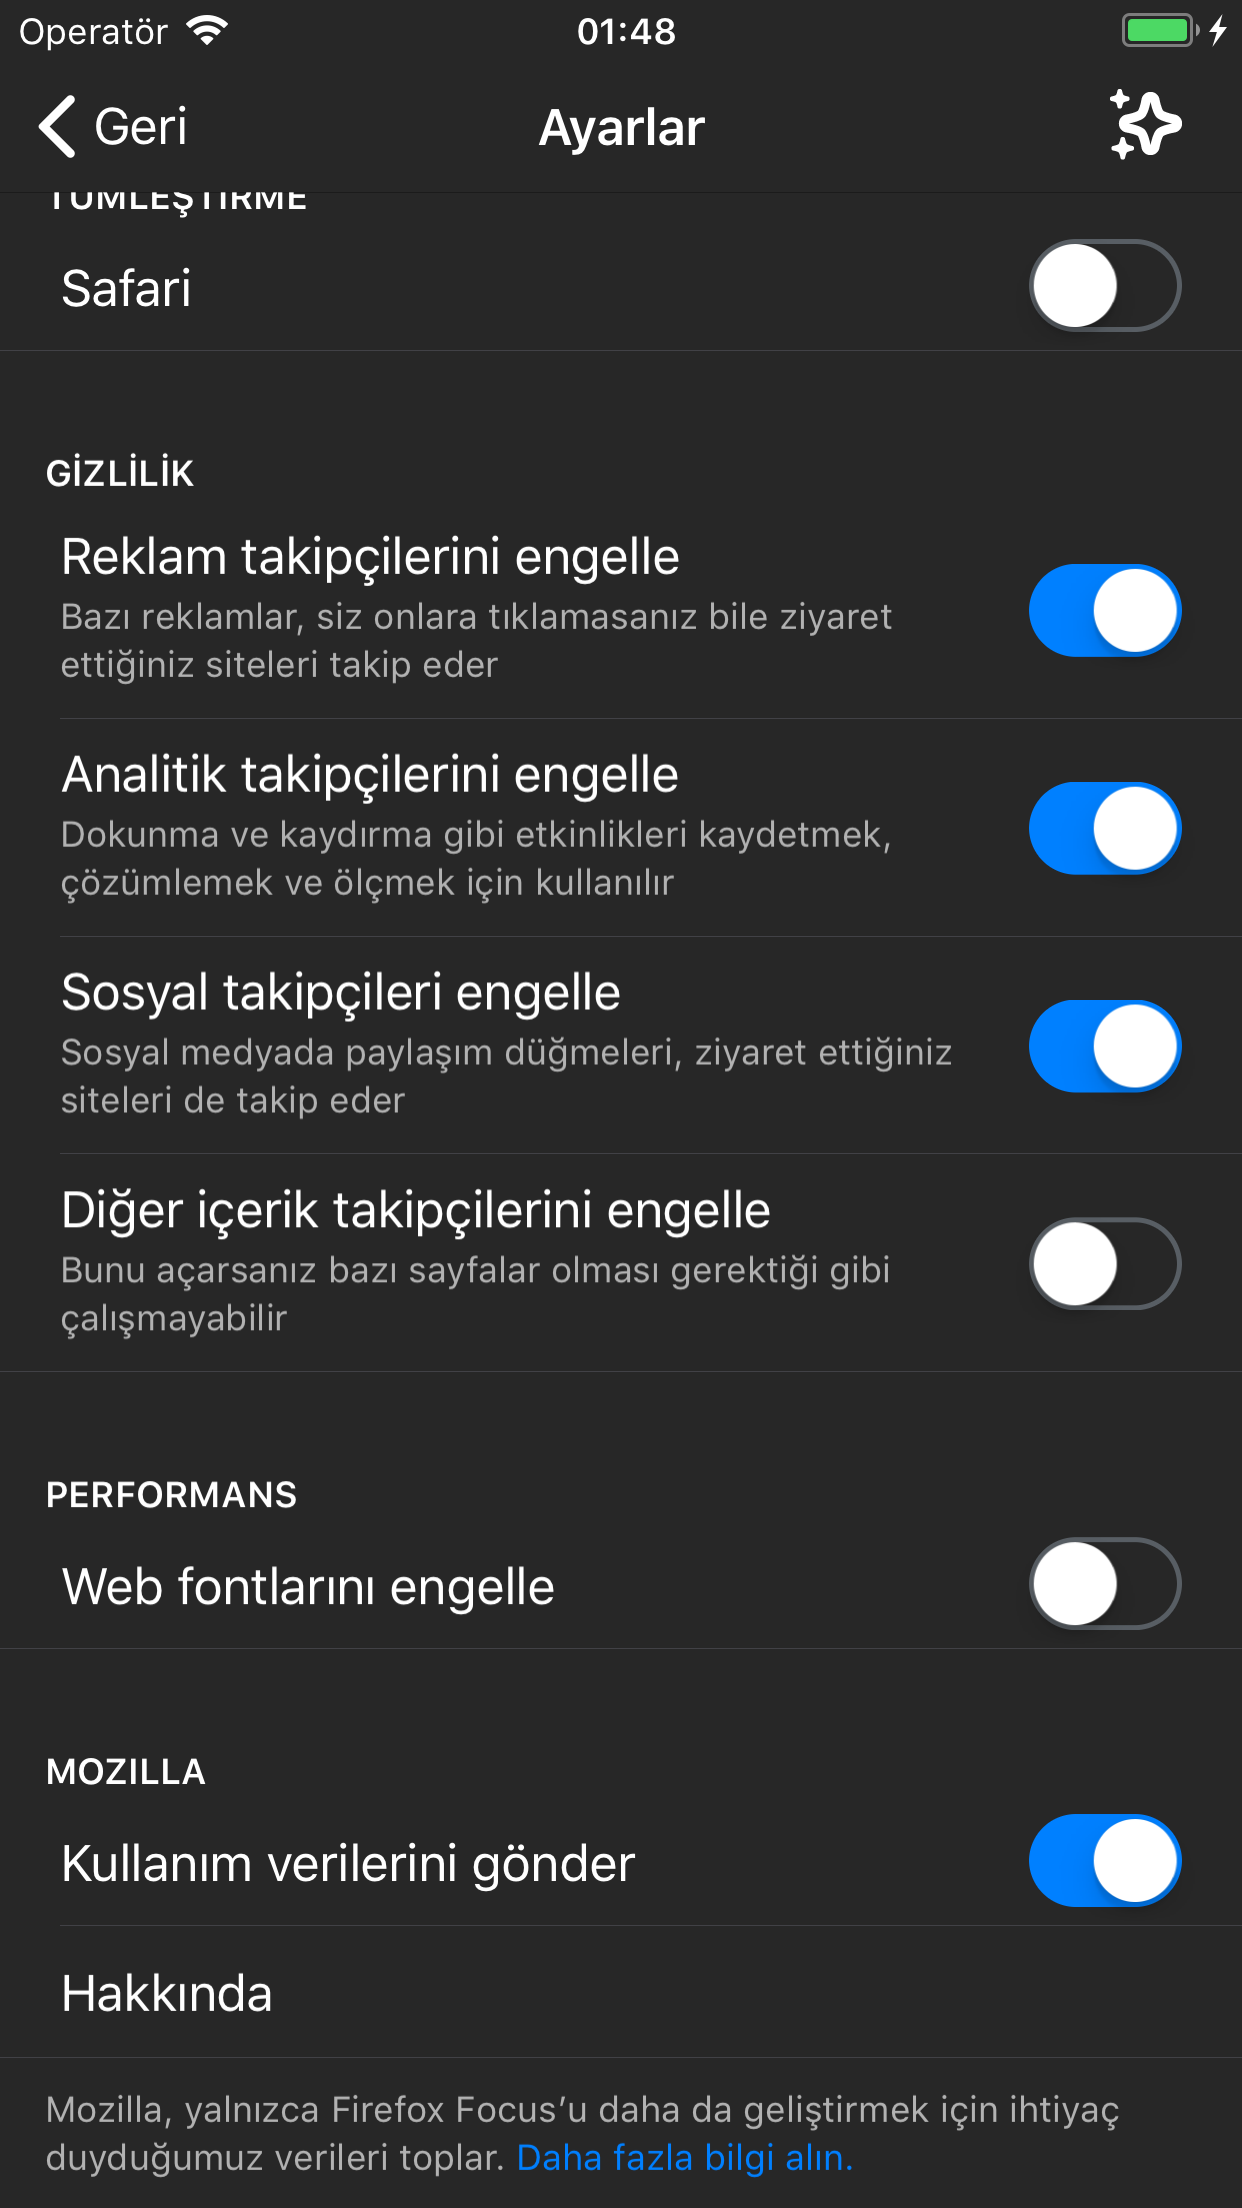 Operatör
01:48
Geri
Ayarlar
TÜMLEŞTİRME
Safari
GİZLİLİK
Reklam takipçilerini engelle
Bazı reklamlar, siz onlara tıklamasanız bile ziyaret
ettiğiniz siteleri takip eder
Analitik takipçilerini engelle
Dokunma ve kaydırma gibi etkinlikleri kaydetmek,
çözümlemek ve ölçmek için kullanılır
Sosyal takipçileri engelle
Sosyal medyada paylaşım düğmeleri, ziyaret ettiğiniz
siteleri de takip eder
Diğer içerik takipçilerini engelle
Bunu açarsanız bazı sayfalar olması gerektiği gibi
çalışmayabilir
PERFORMANS
Web fontlarını engelle
MOZILLA
Kullanım verilerini gönder
Hakkında
Mozilla, yalnızca Firefox Focus’u daha da geliştirmek için ihtiyaç
duyduğumuz verileri toplar. Daha fazla bilgi alın.